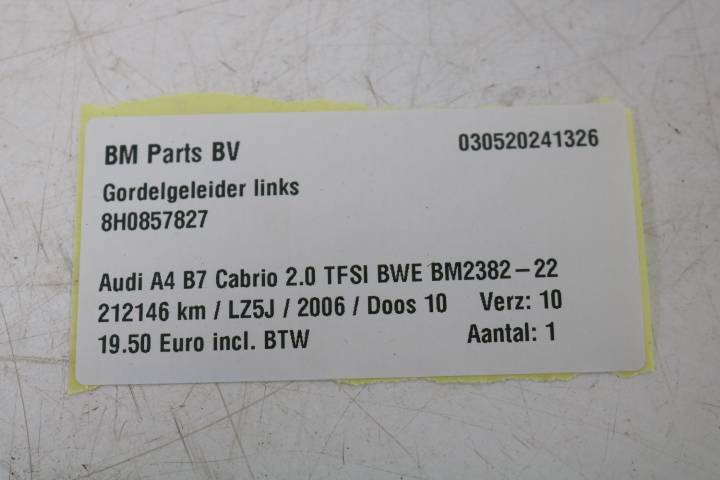 BM Parts BV 030520241326
Gordelgeleider links
8H0857827
Audi A4 B7 Cabrio 2.0 TFSI BWE BM2382-22
212146 km / LZ5J / 2006 / Doos 10 Verz: 10
19.50 Euro incl. BTW Aantal: 1